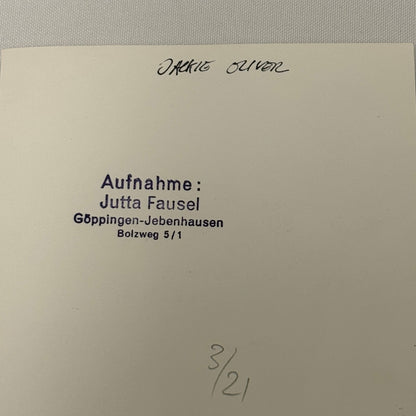 JACKIE OLIVER
Aufnahme:
Jutta Fausel
Göppingen-Jebenhausen
Bolzweg 5/1
3/21